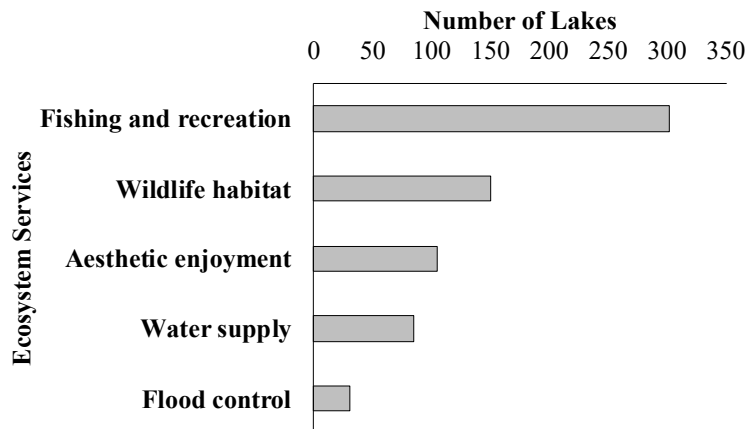 Number of Lakes
0 50 100 150 200 250 300 350
Ecosystem Services
Fishing and recreation
Wildlife habitat
Aesthetic enjoyment
Water supply
Flood control